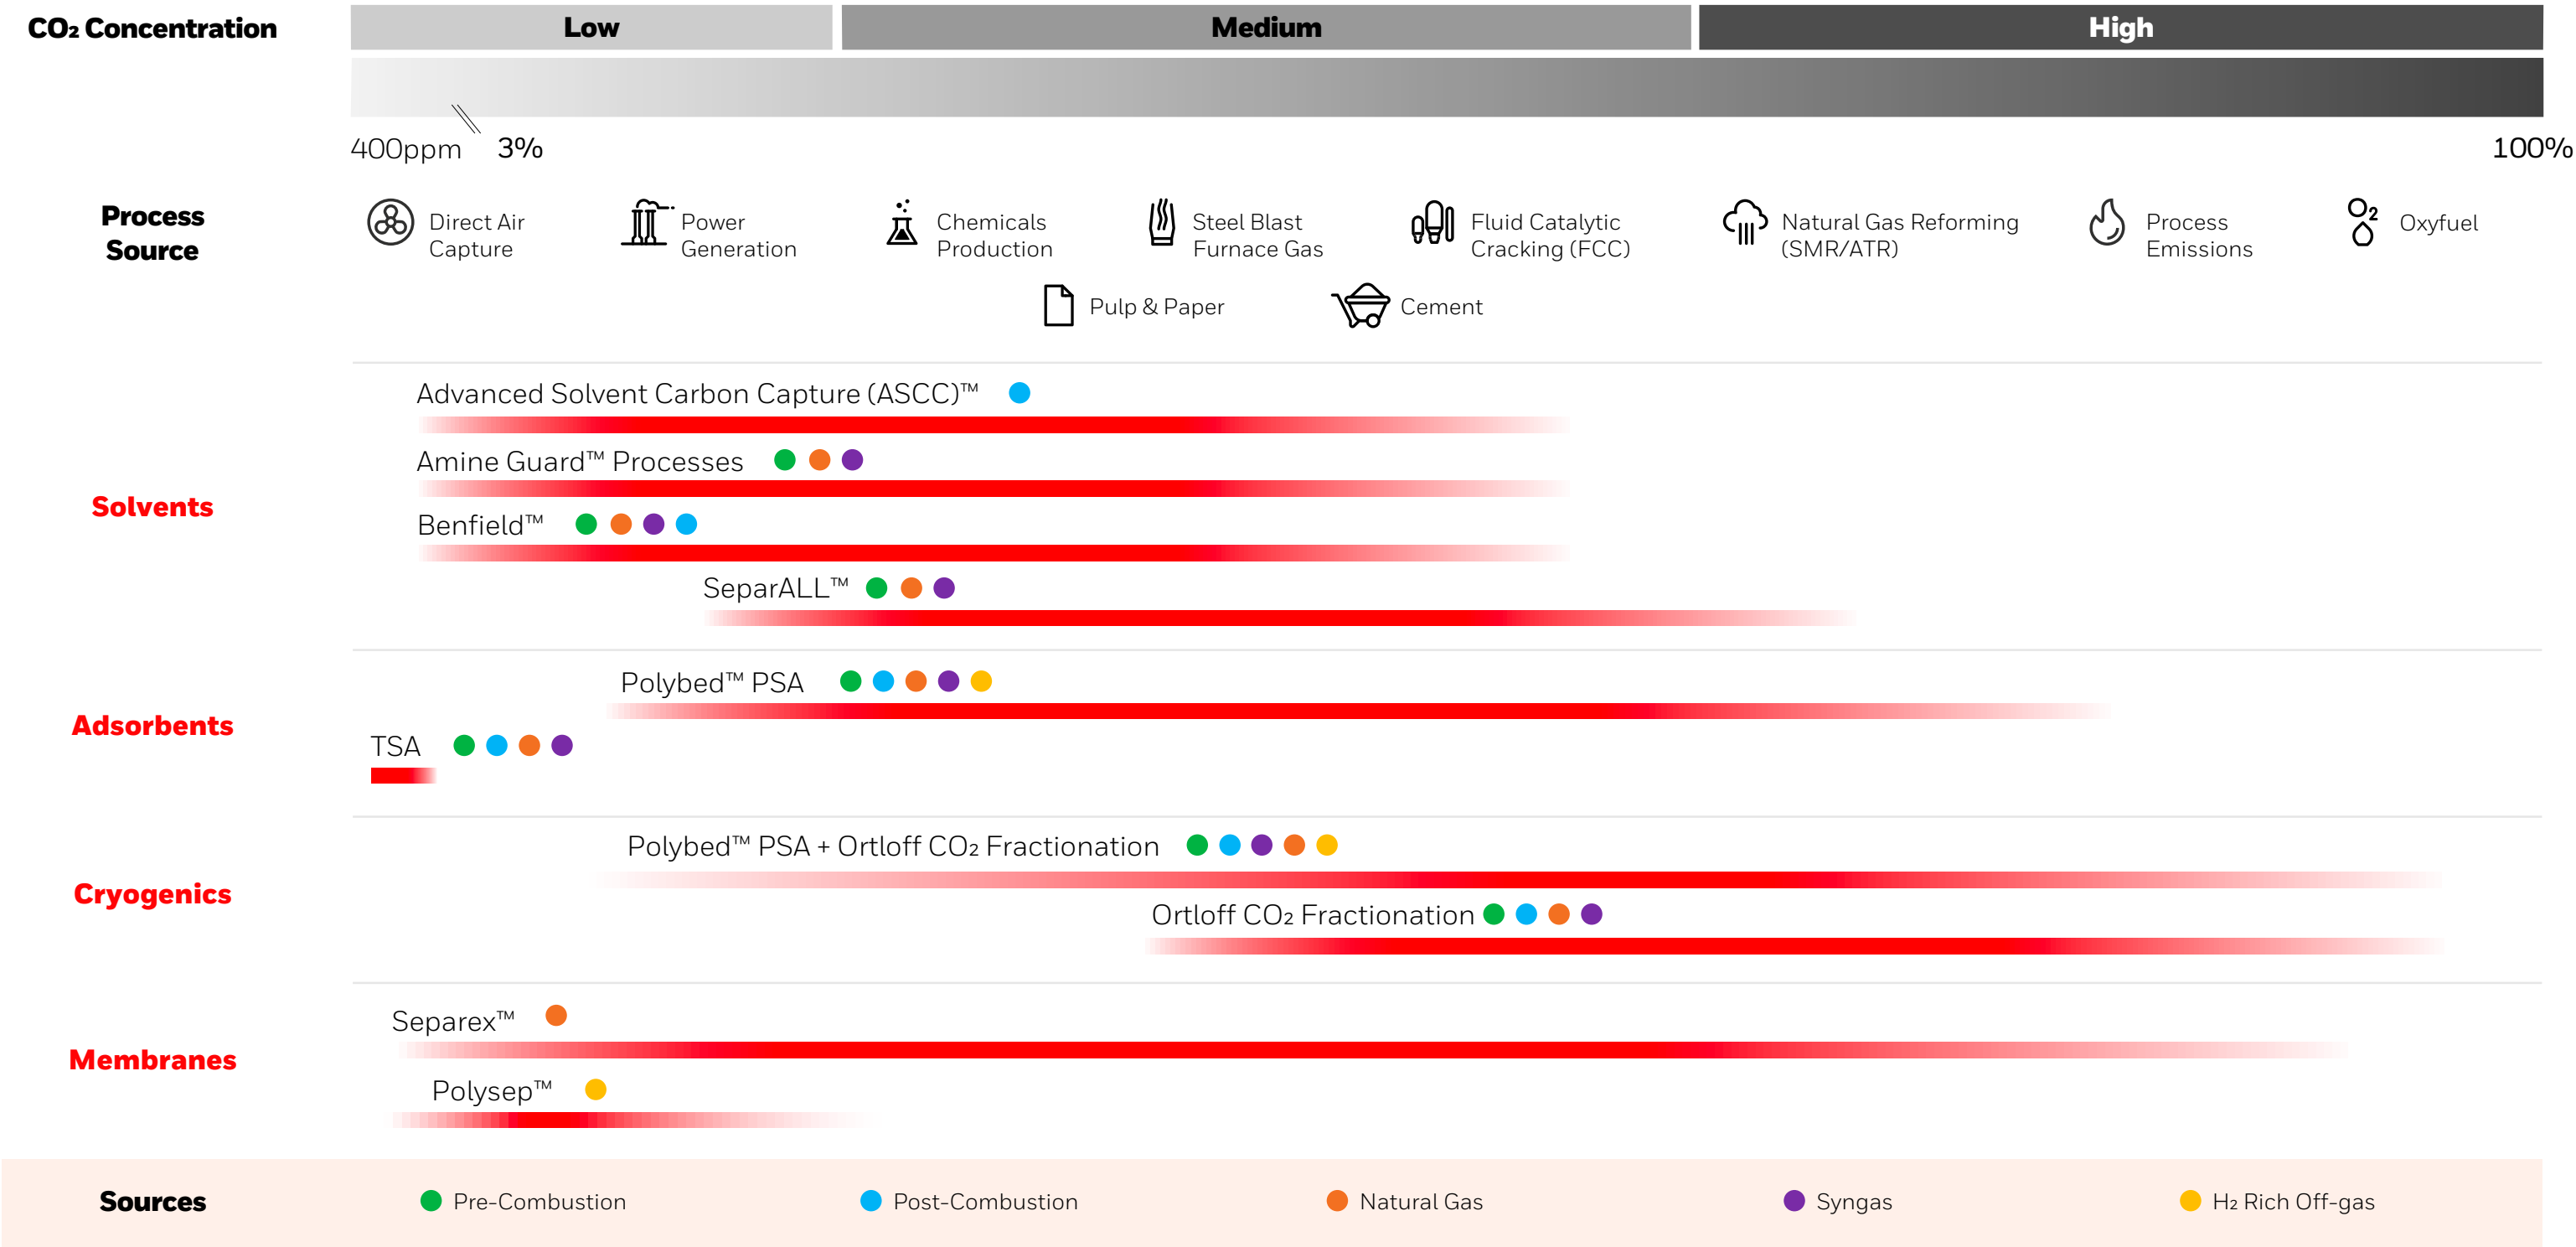 CO₂ Concentration
Low
Medium
High
400ppm
3%
100%
Process
Source
Direct Air
Capture
Power
Generation
Chemicals
Production
Steel Blast
Furnace Gas
Fluid Catalytic
Cracking (FCC)
Natural Gas Reforming
(SMR/ATR)
Process
Emissions
O₂
Oxyfuel
Pulp & Paper
Cement
Solvents
Advanced Solvent Carbon Capture (ASCC)™
Amine Guard™ Processes
Benfield™
SeparALL™
Adsorbents
Polybed™ PSA
TSA
Cryogenics
Polybed™ PSA + Ortloff CO₂ Fractionation
Ortloff CO₂ Fractionation
Membranes
Separex™
Polysep™
Sources
Pre-Combustion
Post-Combustion
Natural Gas
Syngas
H₂ Rich Off-gas